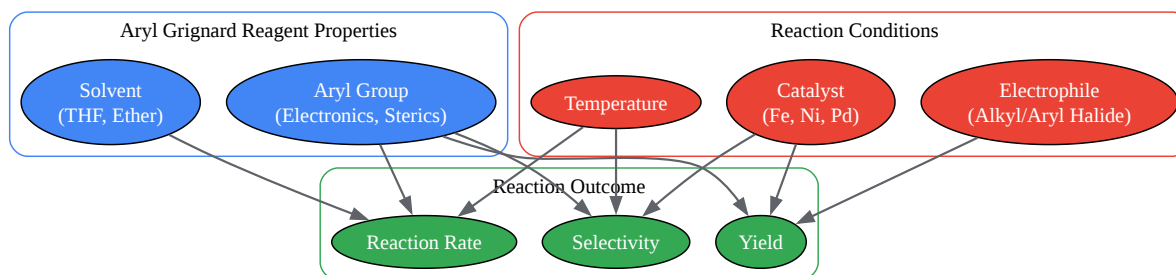 Aryl Grignard Reagent Properties
Reaction Conditions
Solvent
(THF, Ether)
Aryl Group
(Electronics, Sterics)
Temperature
Catalyst
(Fe, Ni, Pd)
Electrophile
(Alkyl/Aryl Halide)
Reaction Outcome
Reaction Rate
Selectivity
Yield